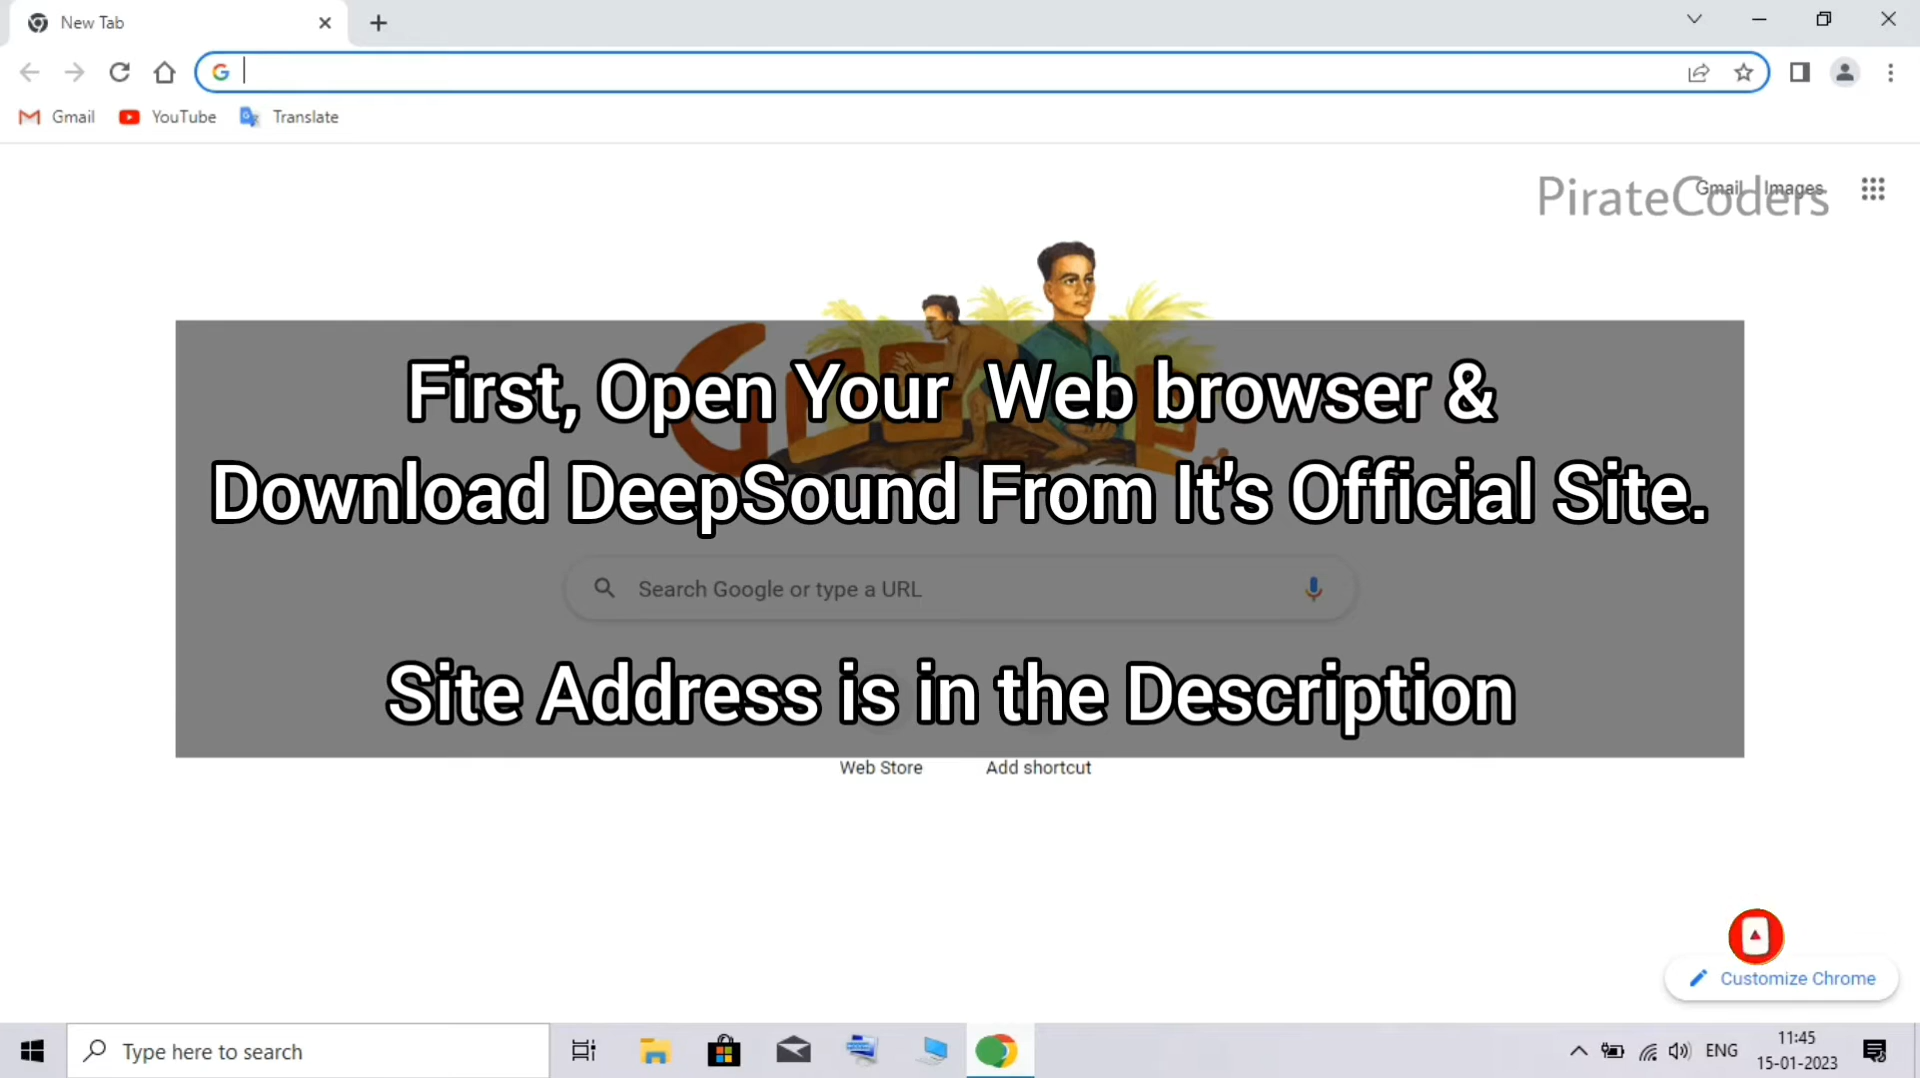 New Tab
Gmail YouTube Translate
Gmail Images
PirateCoders
First, Open Your Web browser &
Download DeepSound From It's Official Site.
Search Google or type a URL
Site Address is in the Description
Web Store Add shortcut
Customize Chrome
Type here to search
ENG
11:45
15-01-2023